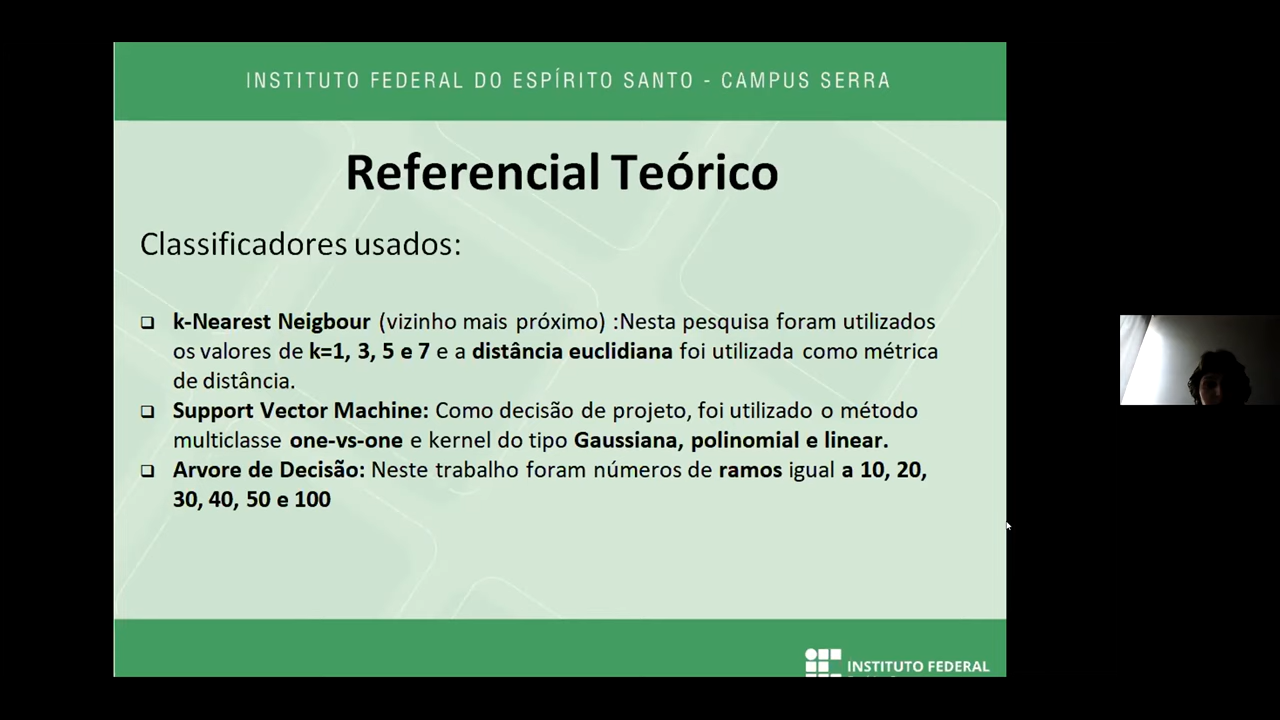 INSTITUTO FEDERAL DO ESPÍRITO SANTO - CAMPUS SERRA
Referencial Teórico
Classificadores usados:
k-Nearest Neigbour (vizinho mais próximo) :Nesta pesquisa foram utilizados
os valores de k=1, 3, 5 e 7 e a distância euclidiana foi utilizada como métrica
de distância.
Support Vector Machine: Como decisão de projeto, foi utilizado o método
multiclasse one-vs-one e kernel do tipo Gaussiana, polinomial e linear.
Arvore de Decisão: Neste trabalho foram números de ramos igual a 10, 20,
30, 40, 50 e 100
INSTITUTO FEDERAL